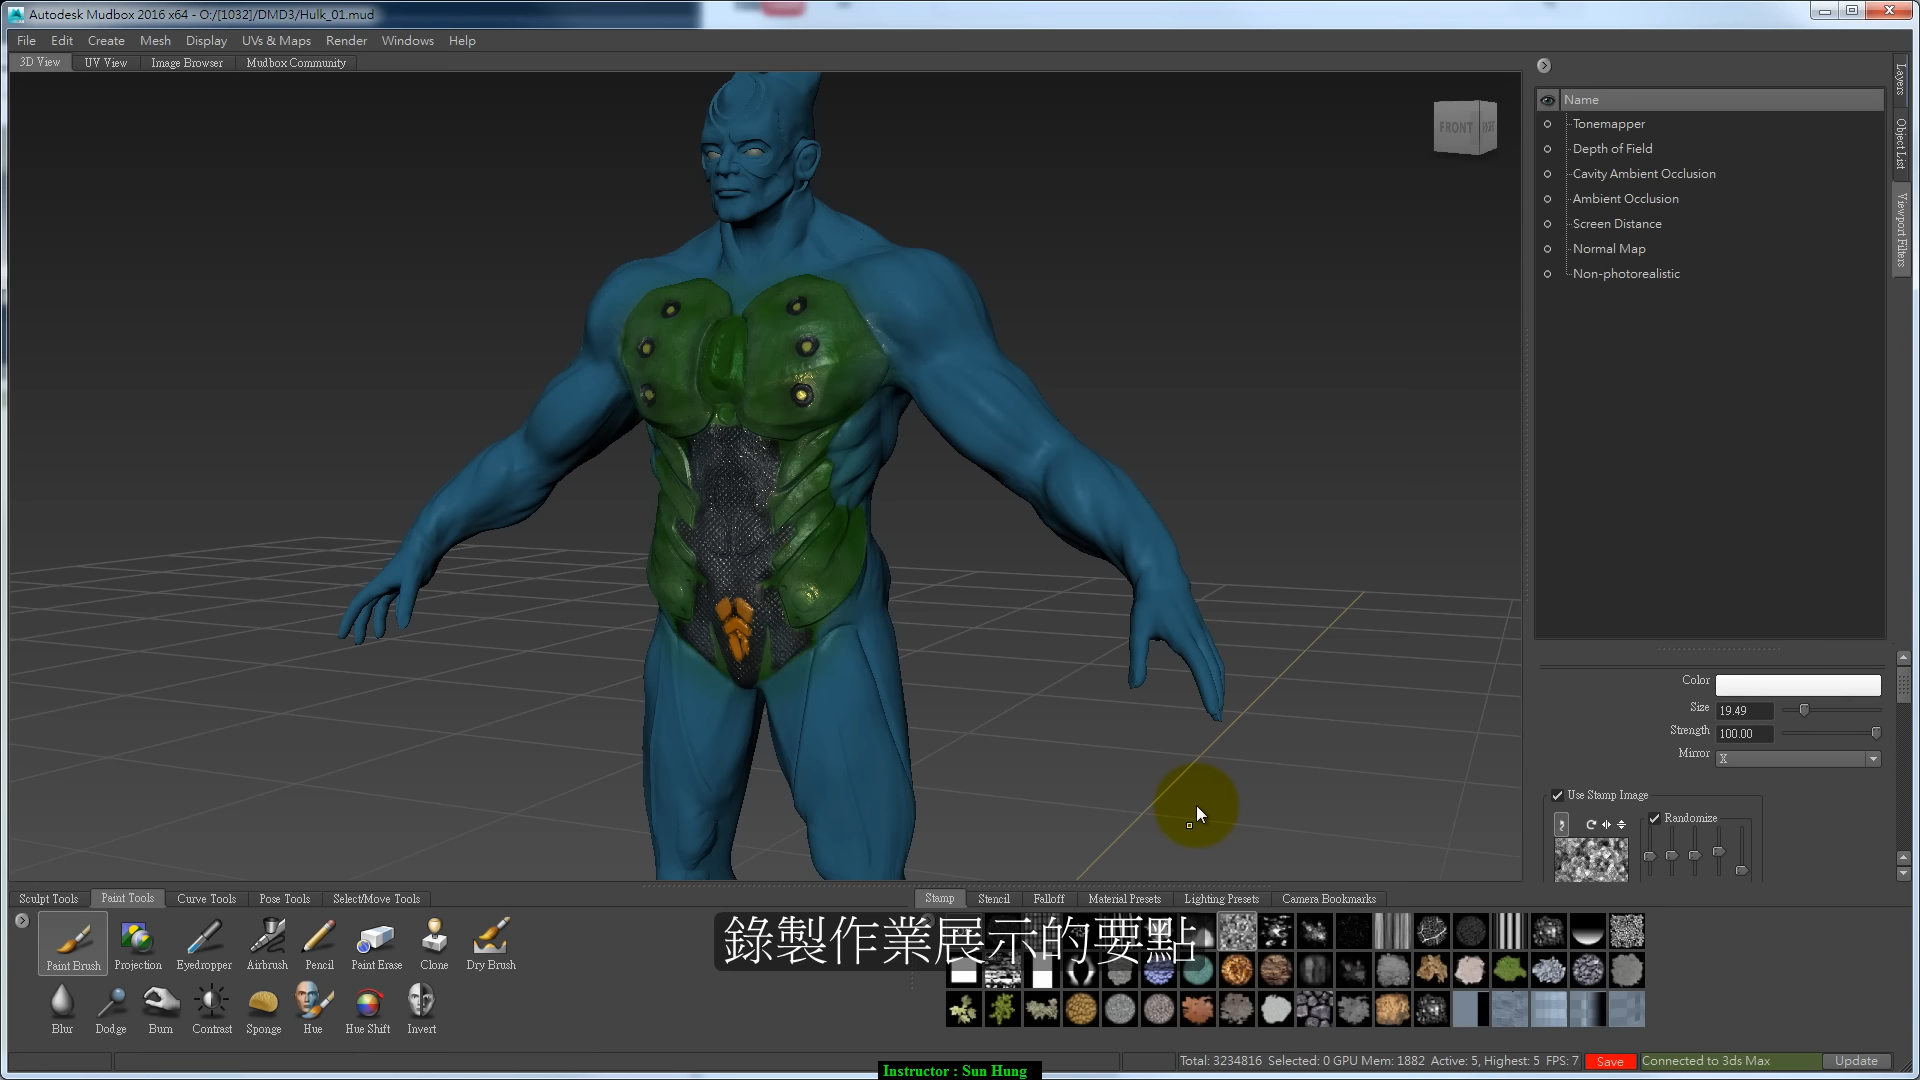 Autodesk Mudbox 2016 x64 - O:/[1032]/DMD3/Hulk_01.mud
File Edit Create Mesh Display UVs & Maps Render Windows Help
3D View UV View Image Browser Mudbox Community
FRONT
Name
Tonemapper
Depth of Field
Cavity Ambient Occlusion
Ambient Occlusion
Screen Distance
Normal Map
Non-photorealistic
Layers
Object List
Viewport Filters
Color
Size 19.49
Strength 100.00
Mirror X
Use Stamp Image
Randomize
Sculpt Tools Paint Tools Curve Tools Pose Tools Select/Move Tools
Stamp Stencil Falloff Material Presets Lighting Presets Camera Bookmarks
Paint Brush Projection Eyedropper Airbrush Pencil Paint Erase Clone Dry Brush
Blur Dodge Burn Contrast Sponge Hue Hue Shift Invert
錄製作業展示的要點
Total: 3234816 Selected: 0 GPU Mem: 1882 Active: 5, Highest: 5 FPS: 7 Save Connected to 3ds Max Update
Instructor : Sun Hung